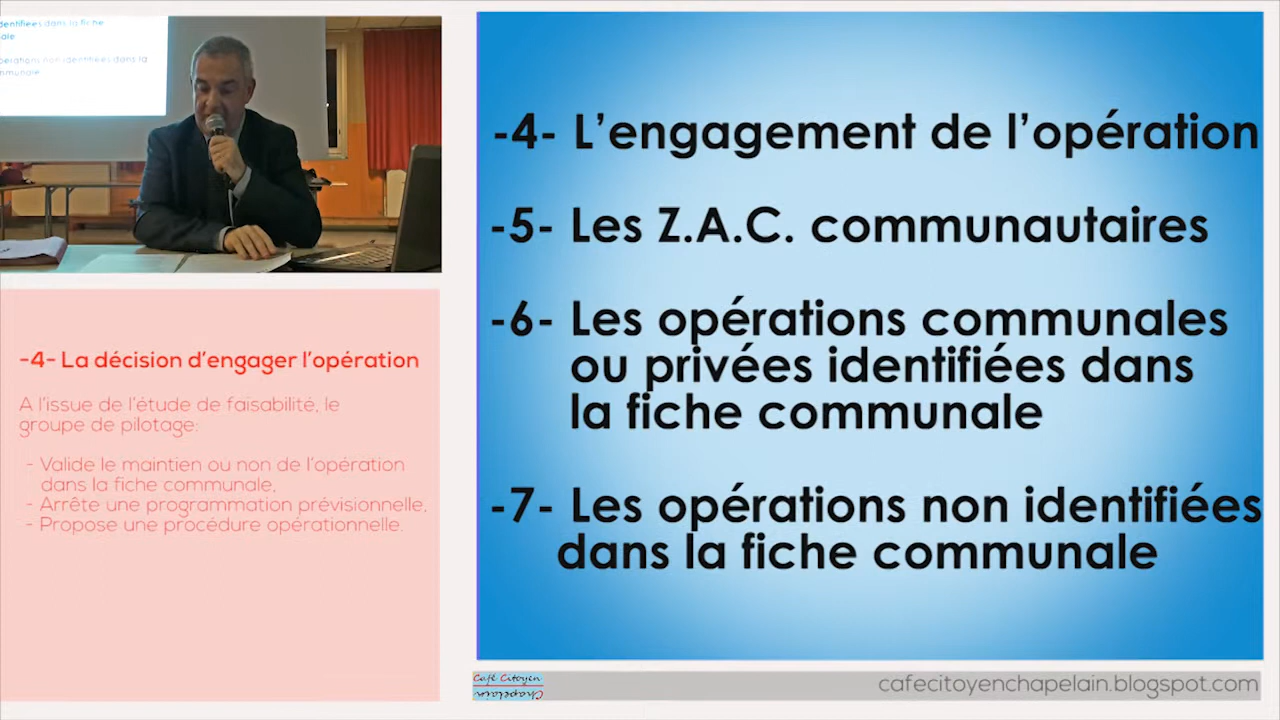 dentifiées dans la fiche
ale
pérations non identifiées dans la
mmunale
-4- La décision d'engager l'opération
A l'issue de l'étude de faisabilité, le
groupe de pilotage:
- Valide le maintien ou non de l'opération
dans la fiche communale,
- Arrête une programmation prévisionnelle,
- Propose une procédure opérationnelle.
-4- L'engagement de l'opération
-5- Les Z.A.C. communautaires
-6- Les opérations communales
ou privées identifiées dans
la fiche communale
-7- Les opérations non identifiées
dans la fiche communale
Café Citoyen
Chapelain
cafecitoyenchapelain.blogspot.com